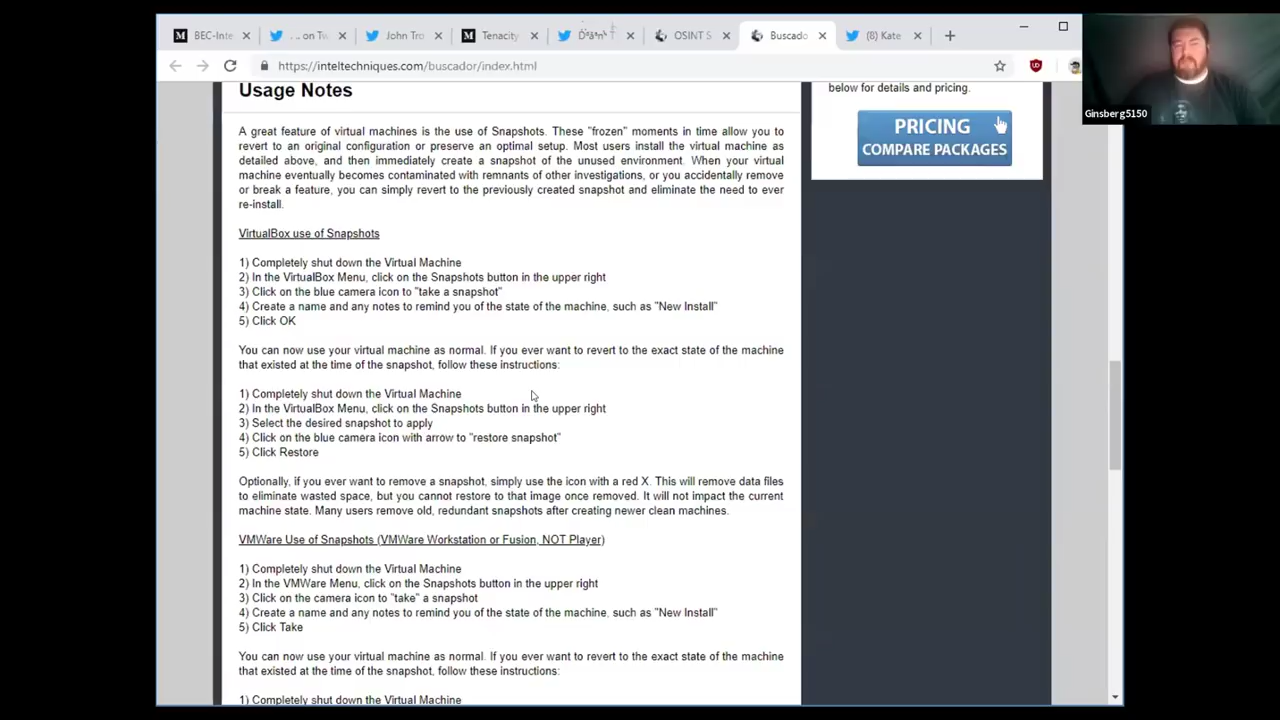 BEC-Inte
... on Tw
John Tro
Tenacity
OSINT S
Buscado
(8) Kate
https://inteltechniques.com/buscador/index.html
Ginsberg5150
Usage Notes
A great feature of virtual machines is the use of Snapshots. These "frozen" moments in time allow you to
revert to an original configuration or preserve an optimal setup. Most users install the virtual machine as
detailed above, and then immediately create a snapshot of the unused environment. When your virtual
machine eventually becomes contaminated with remnants of other investigations, or you accidentally remove
or break a feature, you can simply revert to the previously created snapshot and eliminate the need to ever
re-install.
VirtualBox use of Snapshots
1) Completely shut down the Virtual Machine
2) In the VirtualBox Menu, click on the Snapshots button in the upper right
3) Click on the blue camera icon to "take a snapshot"
4) Create a name and any notes to remind you of the state of the machine, such as "New Install"
5) Click OK
You can now use your virtual machine as normal. If you ever want to revert to the exact state of the machine
that existed at the time of the snapshot, follow these instructions:
1) Completely shut down the Virtual Machine
2) In the VirtualBox Menu, click on the Snapshots button in the upper right
3) Select the desired snapshot to apply
4) Click on the blue camera icon with arrow to "restore snapshot"
5) Click Restore
Optionally, if you ever want to remove a snapshot, simply use the icon with a red X. This will remove data files
to eliminate wasted space, but you cannot restore to that image once removed. It will not impact the current
machine state. Many users remove old, redundant snapshots after creating newer clean machines.
VMWare Use of Snapshots (VMWare Workstation or Fusion, NOT Player)
1) Completely shut down the Virtual Machine
2) In the VMWare Menu, click on the Snapshots button in the upper right
3) Click on the camera icon to "take" a snapshot
4) Create a name and any notes to remind you of the state of the machine, such as "New Install"
5) Click Take
You can now use your virtual machine as normal. If you ever want to revert to the exact state of the machine
that existed at the time of the snapshot, follow these instructions:
1) Completely shut down the Virtual Machine
below for details and pricing.
PRICING
COMPARE PACKAGES